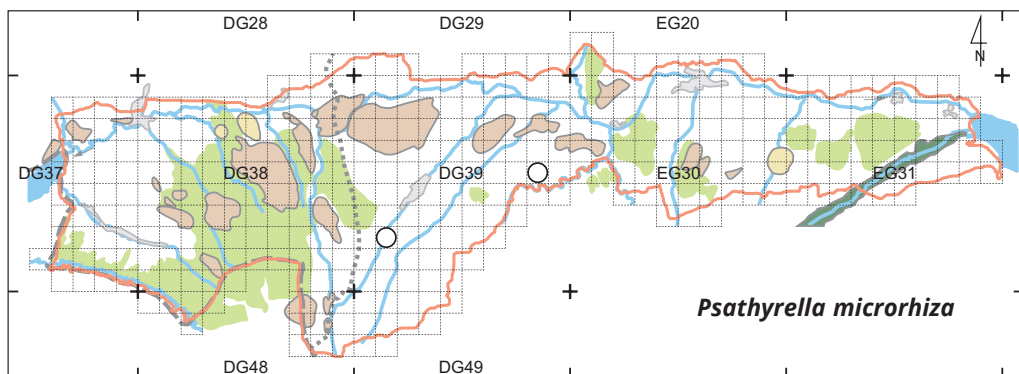 DG28 DG29 EG20
N
DG37 DG38 DG39 EG30 EG31
Psathyrella microrhiza
DG48 DG49